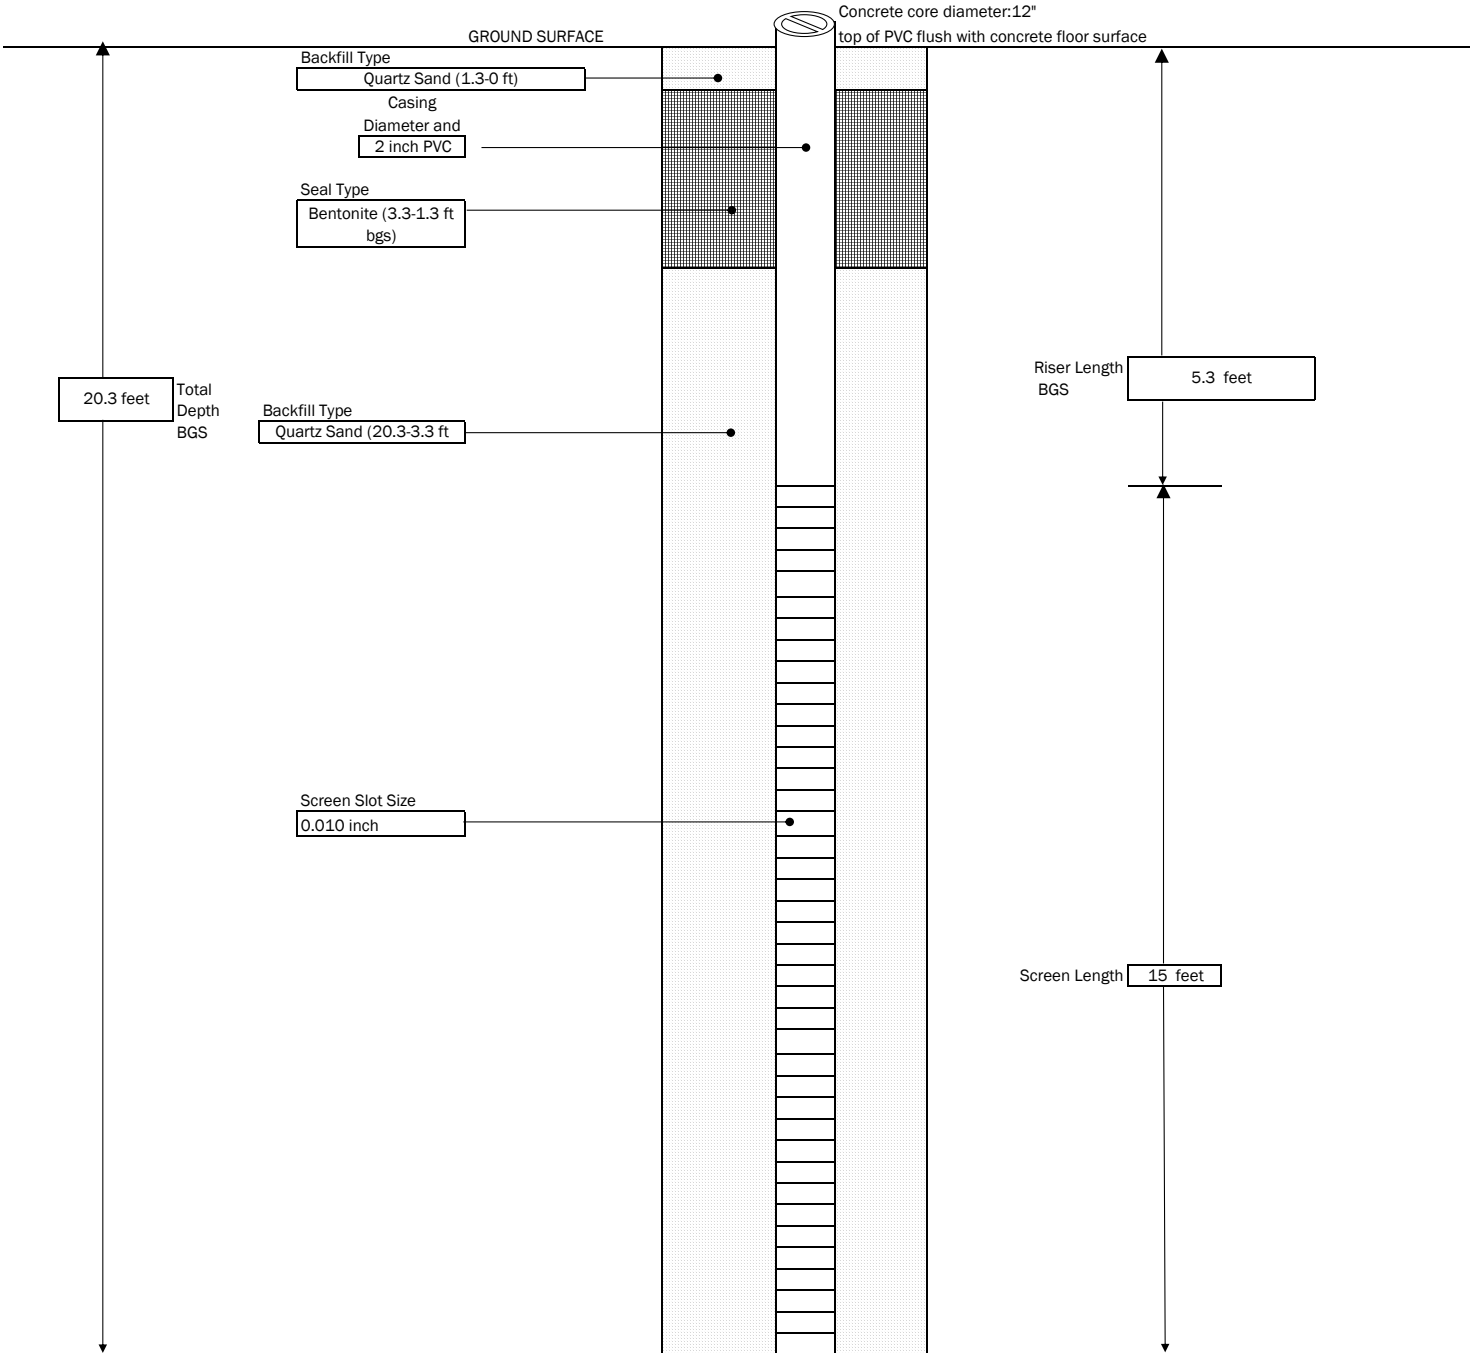 Concrete core diameter:12"
GROUND SURFACE
top of PVC flush with concrete floor surface
Backfill Type
Quartz Sand (1.3-0 ft)
Casing
Diameter and
2 inch PVC
Seal Type
Bentonite (3.3-1.3 ft
bgs)
Riser Length
BGS
5.3 feet
20.3 feet
Total
Depth
BGS
Backfill Type
Quartz Sand (20.3-3.3 ft
Screen Slot Size
0.010 inch
Screen Length
15 feet